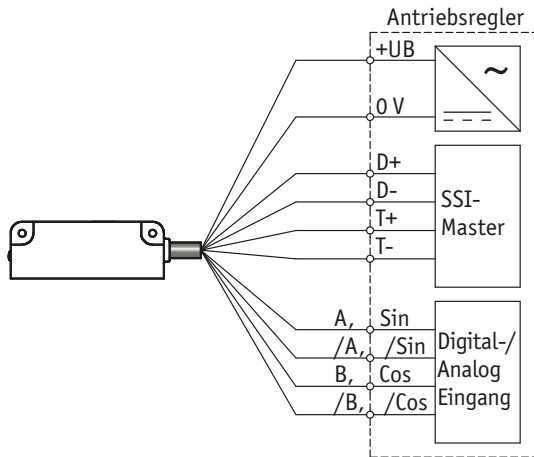 Antriebsregler
+UB
~
0 V
D+
D-
SSI-
T+
Master
T-
A, Sin
/A, /Sin
Digital-/
B, Cos
Analog
/B, /Cos
Eingang